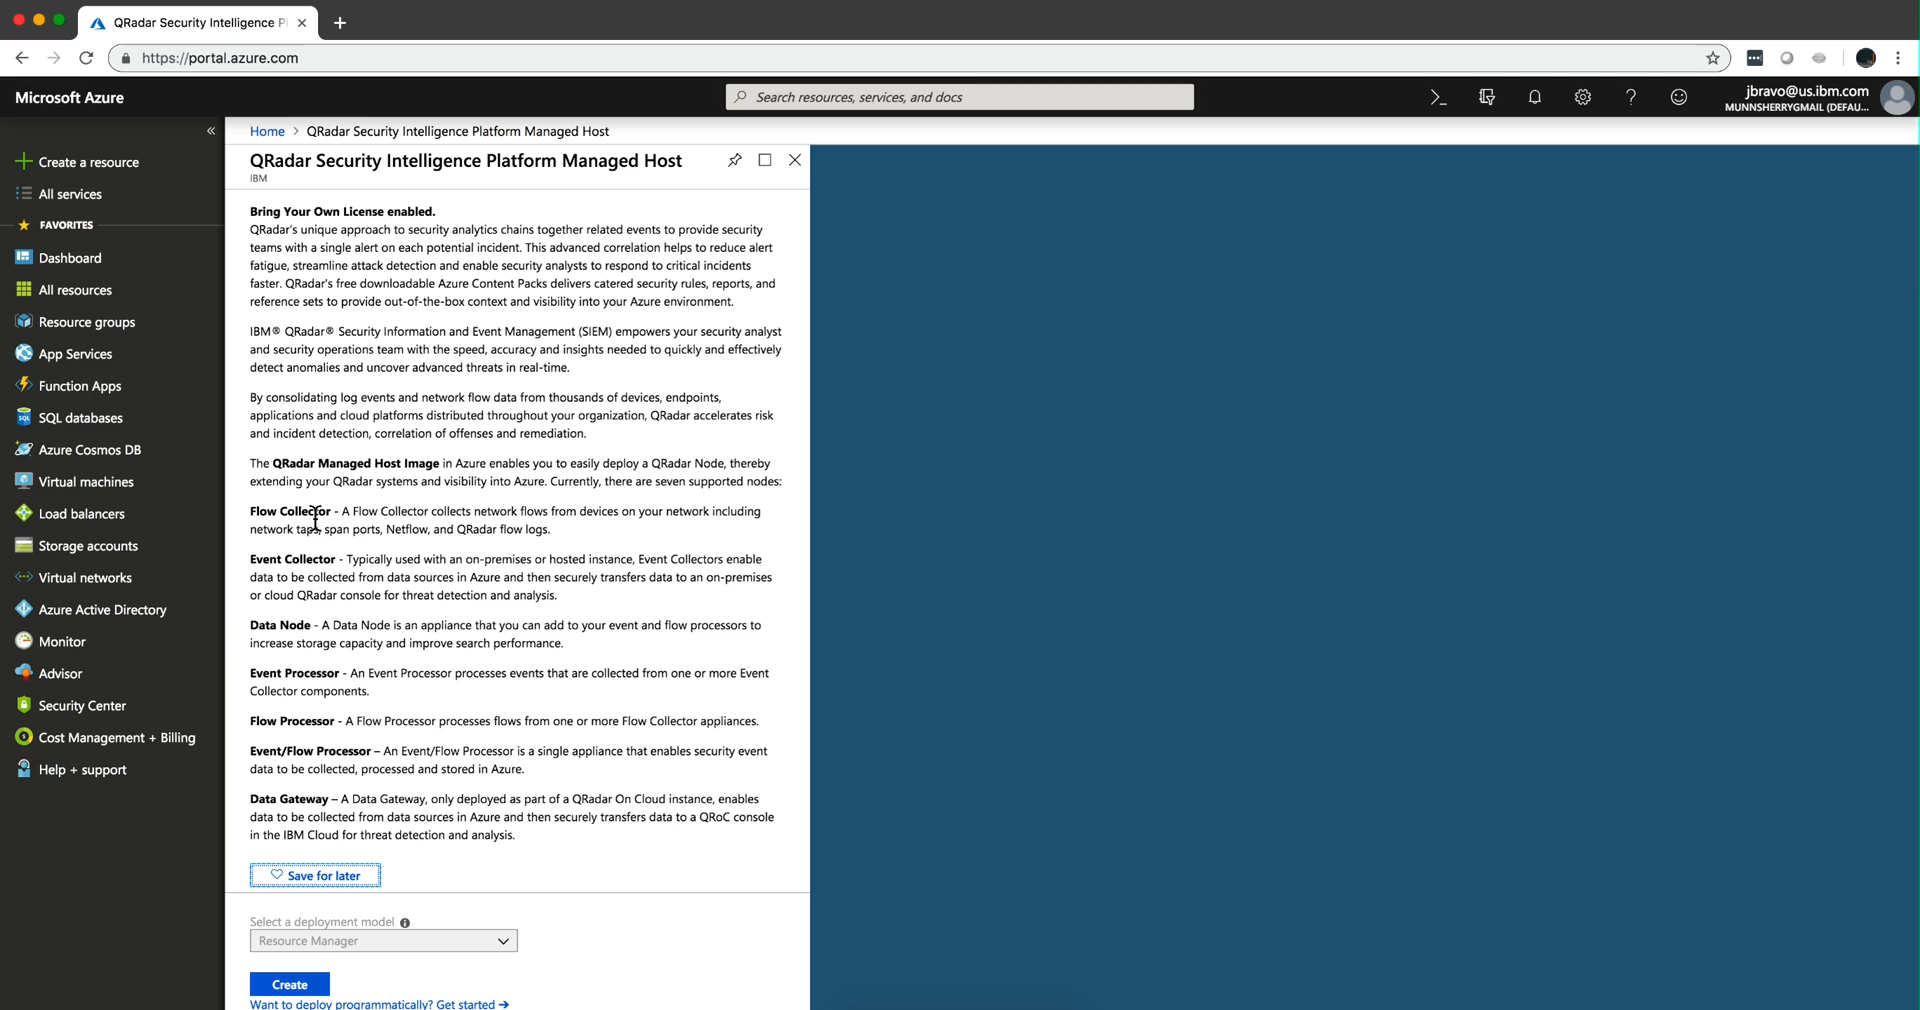 QRadar Security Intelligence P
https://portal.azure.com
Microsoft Azure
Search resources, services, and docs
jbravo@us.ibm.com
MUNNSHERRYGMAIL (DEFAU...
Home > QRadar Security Intelligence Platform Managed Host
Create a resource
All services
FAVORITES
Dashboard
All resources
Resource groups
App Services
Function Apps
SQL databases
Azure Cosmos DB
Virtual machines
Load balancers
Storage accounts
Virtual networks
Azure Active Directory
Monitor
Advisor
Security Center
Cost Management + Billing
Help + support
QRadar Security Intelligence Platform Managed Host
IBM
Bring Your Own License enabled.
QRadar's unique approach to security analytics chains together related events to provide security
teams with a single alert on each potential incident. This advanced correlation helps to reduce alert
fatigue, streamline attack detection and enable security analysts to respond to critical incidents
faster. QRadar's free downloadable Azure Content Packs delivers catered security rules, reports, and
reference sets to provide out-of-the-box context and visibility into your Azure environment.
IBM® QRadar® Security Information and Event Management (SIEM) empowers your security analyst
and security operations team with the speed, accuracy and insights needed to quickly and effectively
detect anomalies and uncover advanced threats in real-time.
By consolidating log events and network flow data from thousands of devices, endpoints,
applications and cloud platforms distributed throughout your organization, QRadar accelerates risk
and incident detection, correlation of offenses and remediation.
The QRadar Managed Host Image in Azure enables you to easily deploy a QRadar Node, thereby
extending your QRadar systems and visibility into Azure. Currently, there are seven supported nodes:
Flow Collector - A Flow Collector collects network flows from devices on your network including
network taps, span ports, Netflow, and QRadar flow logs.
Event Collector - Typically used with an on-premises or hosted instance, Event Collectors enable
data to be collected from data sources in Azure and then securely transfers data to an on-premises
or cloud QRadar console for threat detection and analysis.
Data Node - A Data Node is an appliance that you can add to your event and flow processors to
increase storage capacity and improve search performance.
Event Processor - An Event Processor processes events that are collected from one or more Event
Collector components.
Flow Processor - A Flow Processor processes flows from one or more Flow Collector appliances.
Event/Flow Processor – An Event/Flow Processor is a single appliance that enables security event
data to be collected, processed and stored in Azure.
Data Gateway – A Data Gateway, only deployed as part of a QRadar On Cloud instance, enables
data to be collected from data sources in Azure and then securely transfers data to a QRoC console
in the IBM Cloud for threat detection and analysis.
Save for later
Select a deployment model
Resource Manager
Create
Want to deploy programmatically? Get started →